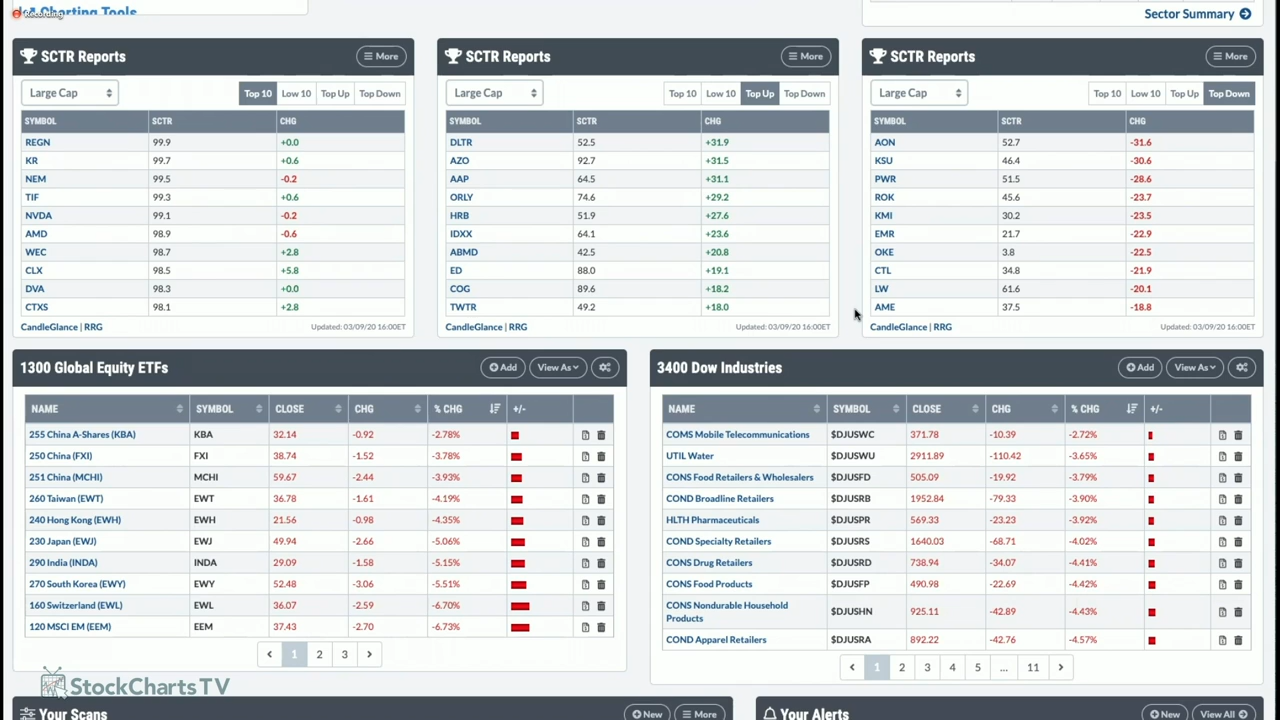 Charting Tools
Sector Summary
SCTR Reports More
Large Cap Top 10 Low 10 Top Up Top Down
SYMBOL SCTR CHG
REGN 99.9 +0.0
KR 99.7 +0.6
NEM 99.5 -0.2
TIF 99.3 +0.6
NVDA 99.1 -0.2
AMD 98.9 -0.6
WEC 98.7 +2.8
CLX 98.5 +5.8
DVA 98.3 +0.0
CTXS 98.1 +2.8
CandleGlance | RRG Updated: 03/09/20 16:00ET
SCTR Reports More
Large Cap Top 10 Low 10 Top Up Top Down
SYMBOL SCTR CHG
DLTR 52.5 +31.9
AZO 92.7 +31.5
AAP 64.5 +31.1
ORLY 74.6 +29.2
HRB 51.9 +27.6
IDXX 64.1 +23.6
ABMD 42.5 +20.8
ED 88.0 +19.1
COG 89.6 +18.2
TWTR 49.2 +18.0
CandleGlance | RRG Updated: 03/09/20 16:00ET
SCTR Reports More
Large Cap Top 10 Low 10 Top Up Top Down
SYMBOL SCTR CHG
AON 52.7 -31.6
KSU 46.4 -30.6
PWR 51.5 -28.6
ROK 45.6 -23.7
KMI 30.2 -23.5
EMR 21.7 -22.9
OKE 3.8 -22.5
CTL 34.8 -21.9
LW 61.6 -20.1
AME 37.5 -18.8
CandleGlance | RRG Updated: 03/09/20 16:00ET
1300 Global Equity ETFs Add View As
NAME SYMBOL CLOSE CHG % CHG +/-
255 China A-Shares (KBA) KBA 32.14 -0.92 -2.78%
250 China (FXI) FXI 38.74 -1.52 -3.78%
251 China (MCHI) MCHI 59.67 -2.44 -3.93%
260 Taiwan (EWT) EWT 36.78 -1.61 -4.19%
240 Hong Kong (EWH) EWH 21.56 -0.98 -4.35%
230 Japan (EWJ) EWJ 49.94 -2.66 -5.06%
290 India (INDA) INDA 29.09 -1.58 -5.15%
270 South Korea (EWY) EWY 52.48 -3.06 -5.51%
160 Switzerland (EWL) EWL 36.07 -2.59 -6.70%
120 MSCI EM (EEM) EEM 37.43 -2.70 -6.73%
1 2 3
3400 Dow Industries Add View As
NAME SYMBOL CLOSE CHG % CHG +/-
COMS Mobile Telecommunications $DJUSWC 371.78 -10.39 -2.72%
UTIL Water $DJUSWU 2911.89 -110.42 -3.65%
CONS Food Retailers & Wholesalers $DJUSFD 505.09 -19.92 -3.79%
COND Broadline Retailers $DJUSRB 1952.84 -79.33 -3.90%
HLTH Pharmaceuticals $DJUSPR 569.33 -23.23 -3.92%
COND Specialty Retailers $DJUSRS 1640.03 -68.71 -4.02%
CONS Drug Retailers $DJUSRD 738.94 -34.07 -4.41%
CONS Food Products $DJUSFP 490.98 -22.69 -4.42%
CONS Nondurable Household
Products $DJUSHN 925.11 -42.89 -4.43%
COND Apparel Retailers $DJUSRA 892.22 -42.76 -4.57%
1 2 3 4 5 ... 11
StockCharts TV
Your Scans New More
Your Alerts New View All